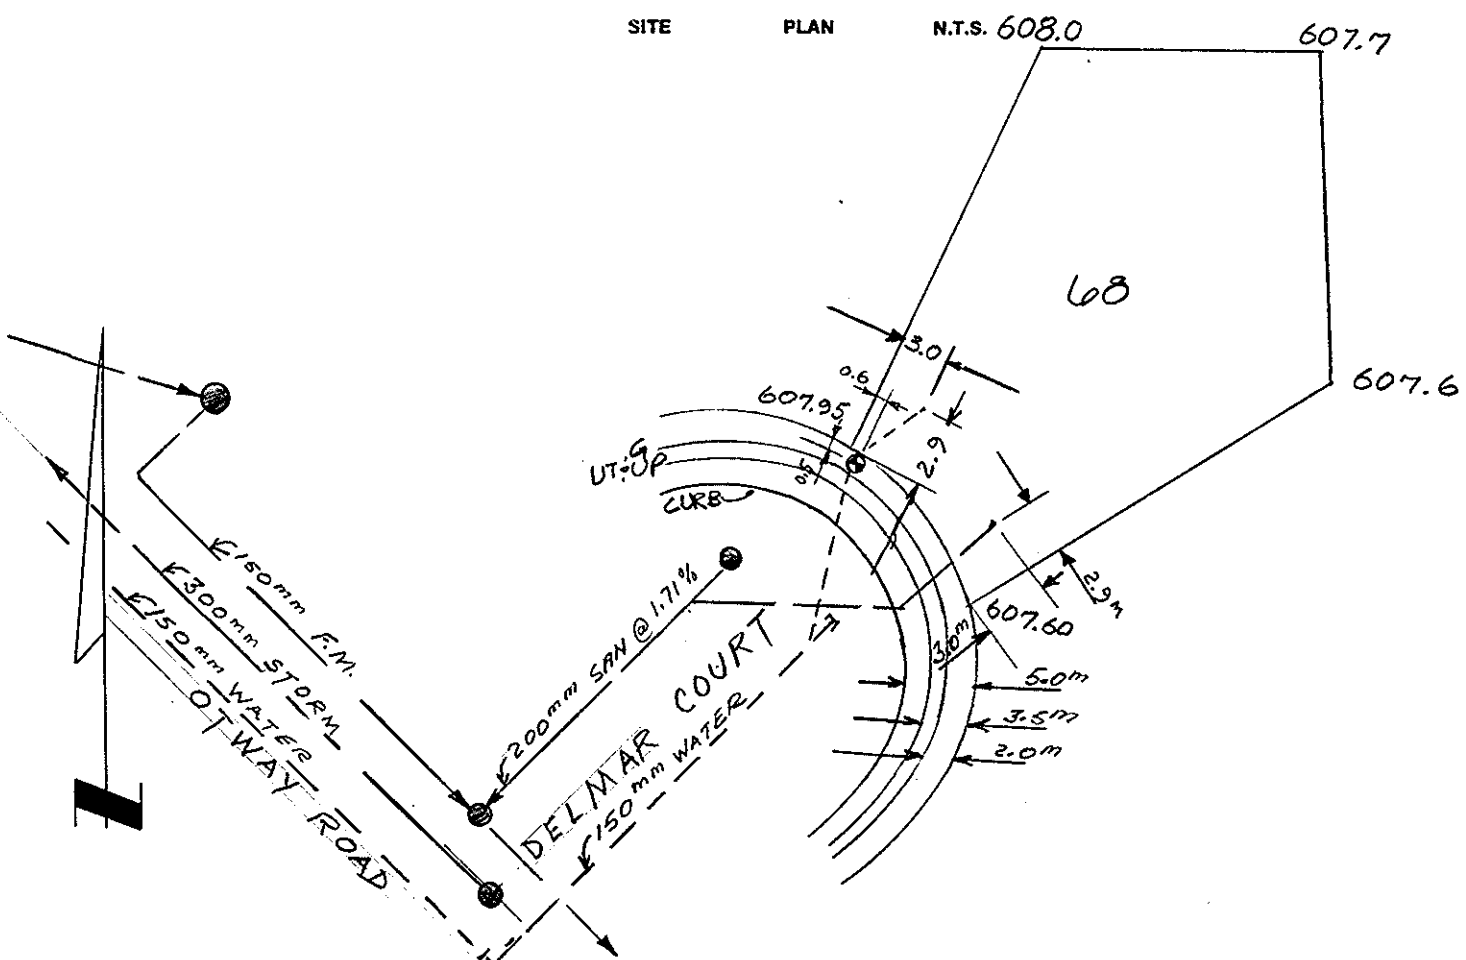 SITE PLAN N.T.S. 608.0
607.7
68
3.0
0.6
607.95
607.6
2.9
0.5
G
UT. UP
CURB
150mm F.M.
300mm STORM
150mm WATER
OTWAY ROAD
200mm SAN @ 1.71%
DELMAR COURT
150mm WATER
2.9m
607.60
3.0m
5.0m
3.5m
2.0m